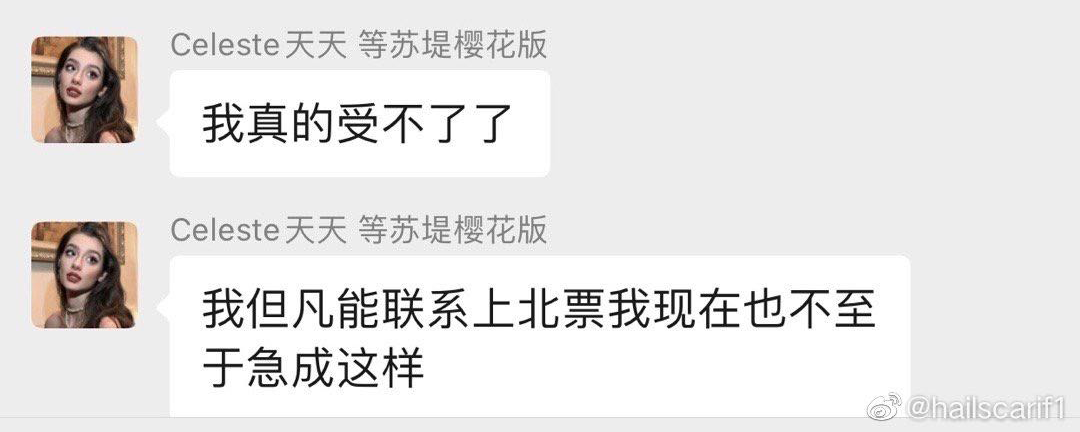 Celeste天天 等苏堤樱花版
我真的受不了了
Celeste天天 等苏堤樱花版
我但凡能联系上北票我现在也不至
于急成这样
@hailscarif1